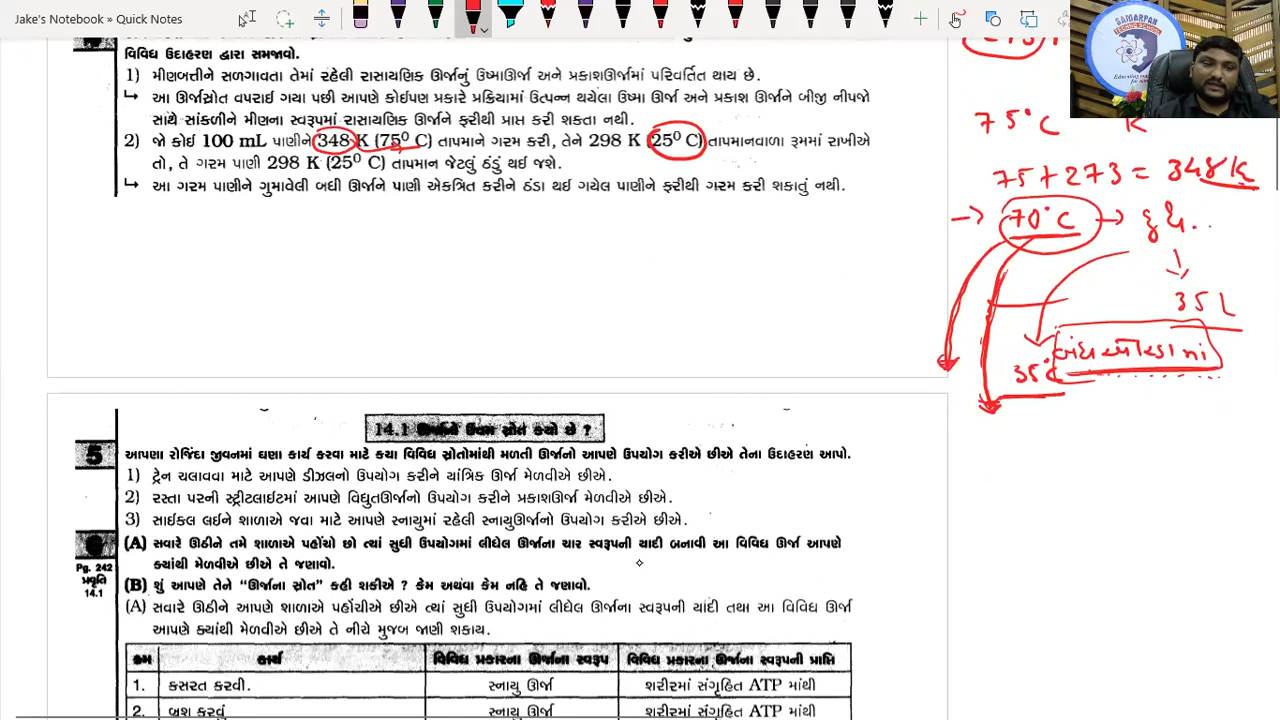 Jake's Notebook » Quick Notes
SAMARPAN
TECHNO SCHOOL
વિવિધ ઉદાહરણ દ્વારા સમજાવો.
1) મીણબત્તીને સળગાવતા તેમાં રહેલી રાસાયણિક ઊર્જાનું ઉષ્માઊર્જા અને પ્રકાશઊર્જામાં પરિવર્તિત થાય છે.
↳ આ ઊર્જાસ્રોત વપરાઈ ગયા પછી આપણે કોઈપણ પ્રકારે પ્રક્રિયામાં ઉત્પન્ન થયેલા ઉષ્મા ઊર્જા અને પ્રકાશ ઊર્જાને બીજી નીપજો
સાથે સાંકળીને મીણના સ્વરૂપમાં રાસાયણિક ઊર્જાને ફરીથી પ્રાપ્ત કરી શકતા નથી.
2) જો કોઈ 100 mL પાણીને 348 K (75⁰ C) તાપમાને ગરમ કરી, તેને 298 K (25⁰ C) તાપમાનવાળા રૂમમાં રાખીએ
તો, તે ગરમ પાણી 298 K (25⁰ C) તાપમાન જેટલું ઠંડું થઈ જશે.
↳ આ ગરમ પાણીને ગુમાવેલી બધી ઊર્જાને પાણી એકત્રિત કરીને ઠંડા થઈ ગયેલ પાણીને ફરીથી ગરમ કરી શકાતું નથી.
75°C K
75+273 = 348 K
→ 70°C → દૂધ..
35 L
બંધ ઓરડામાં
35°C
14.1 ઊર્જાનો ઉત્તમ સ્રોત કયો છે ?
5 આપણા રોજિંદા જીવનમાં ઘણા કાર્ય કરવા માટે કયા વિવિધ સ્રોતોમાંથી મળતી ઊર્જાનો આપણે ઉપયોગ કરીએ છીએ તેના ઉદાહરણ આપો.
1) ટ્રેન ચલાવવા માટે આપણે ડીઝલનો ઉપયોગ કરીને યાંત્રિક ઊર્જા મેળવીએ છીએ.
2) રસ્તા પરની સ્ટ્રીટલાઈટમાં આપણે વિદ્યુતઊર્જાનો ઉપયોગ કરીને પ્રકાશઊર્જા મેળવીએ છીએ.
3) સાઈકલ લઈને શાળાએ જવા માટે આપણે સ્નાયુમાં રહેલી સ્નાયુઊર્જાનો ઉપયોગ કરીએ છીએ.
(A) સવારે ઊઠીને તમે શાળાએ પહોંચો છો ત્યાં સુધી ઉપયોગમાં લીધેલ ઊર્જાના ચાર સ્વરૂપની યાદી બનાવી આ વિવિધ ઊર્જા આપણે
Pg. 242 ક્યાંથી મેળવીએ છીએ તે જણાવો.
પ્રવૃતિ
14.1 (B) શું આપણે તેને “ઊર્જાના સ્રોત” કહી શકીએ ? કેમ અથવા કેમ નહિ તે જણાવો.
(A) સવારે ઊઠીને આપણે શાળાએ પહોંચીએ છીએ ત્યાં સુધી ઉપયોગમાં લીધેલ ઊર્જાના સ્વરૂપની યાદી તથા આ વિવિધ ઊર્જા
આપણે ક્યાંથી મેળવીએ છીએ તે નીચે મુજબ જાણી શકાય.
ક્રમ કાર્ય વિવિધ પ્રકારના ઊર્જાના સ્વરૂપ વિવિધ પ્રકારના ઊર્જાના સ્વરૂપની પ્રાપ્તિ
1. કસરત કરવી. સ્નાયુ ઊર્જા શરીરમાં સંગૃહિત ATP માંથી
2. બ્રશ કરવું સ્નાયુ ઊર્જા શરીરમાં સંગૃહિત ATP માંથી